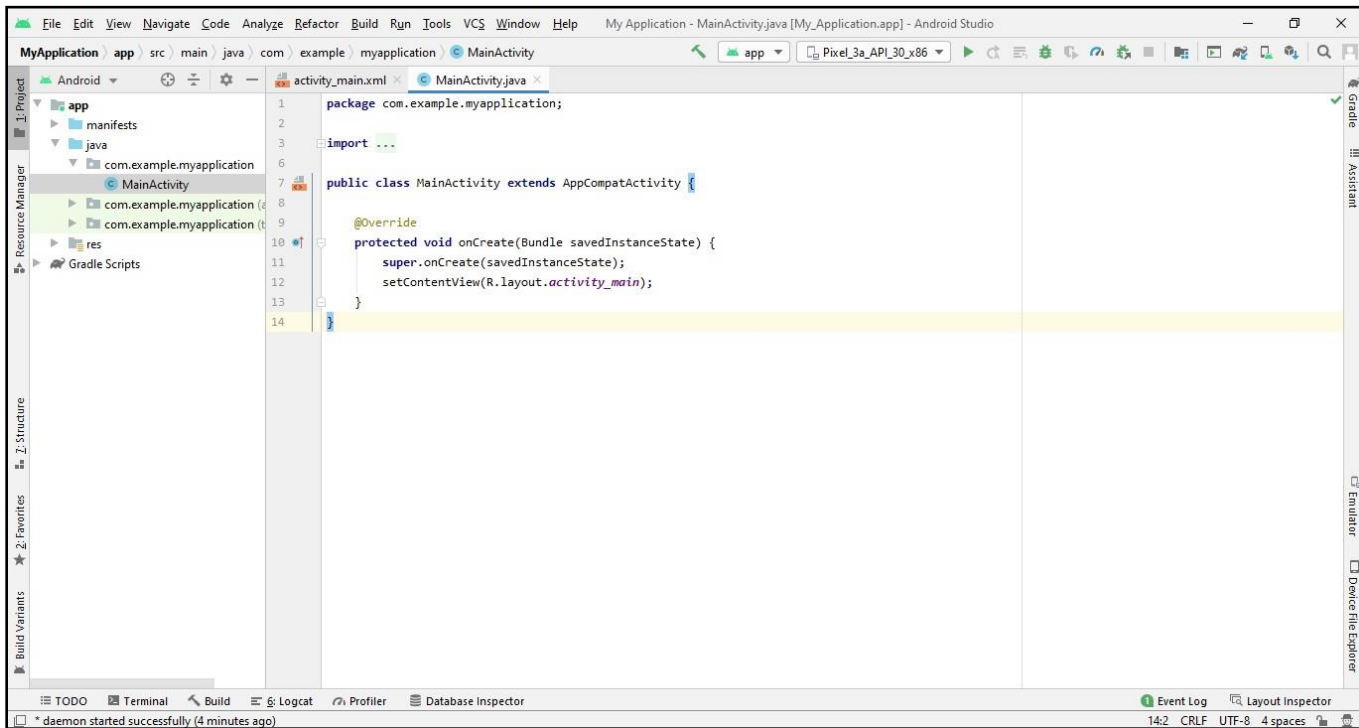 File Edit View Navigate Code Analyze Refactor Build Run Tools VCS Window Help My Application - MainActivity.java [My_Application.app] - Android Studio
MyApplication app src main java com example myapplication MainActivity app Pixel_3a_API_30_x86
1: Project
Resource Manager
Z: Structure
2: Favorites
Build Variants
Android
app
manifests
java
com.example.myapplication
MainActivity
com.example.myapplication (a
com.example.myapplication (t
res
Gradle Scripts
activity_main.xml MainActivity.java
1 package com.example.myapplication;
2
3 import ...
6
7 public class MainActivity extends AppCompatActivity {
8
9 @Override
10 protected void onCreate(Bundle savedInstanceState) {
11 super.onCreate(savedInstanceState);
12 setContentView(R.layout.activity_main);
13 }
14 }
Gradle
Assistant
Emulator
Device File Explorer
TODO Terminal Build 6: Logcat Profiler Database Inspector 1 Event Log Layout Inspector
* daemon started successfully (4 minutes ago) 14:2 CRLF UTF-8 4 spaces